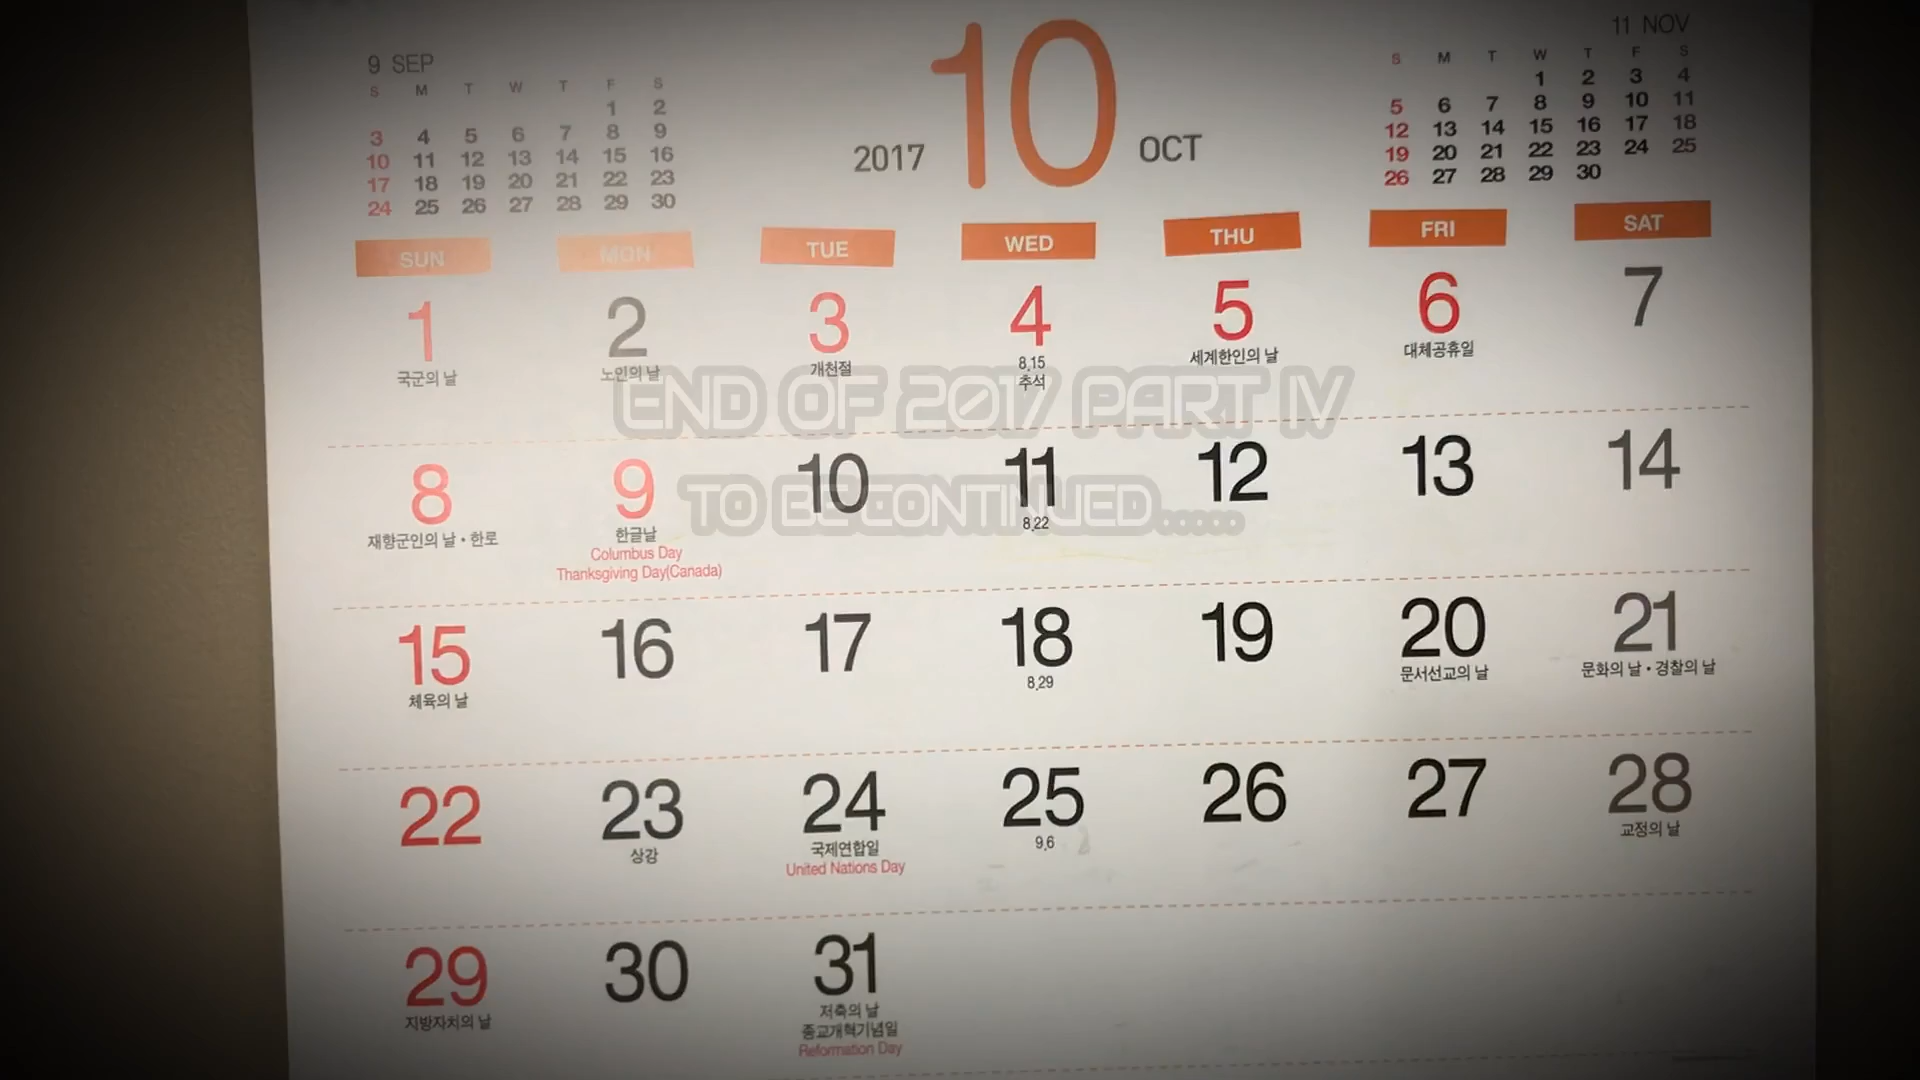 9 SEP
S M T W T F S
1 2
3 4 5 6 7 8 9
10 11 12 13 14 15 16
17 18 19 20 21 22 23
24 25 26 27 28 29 30
2017 10 OCT
11 NOV
S M T W T F S
1 2 3 4
5 6 7 8 9 10 11
12 13 14 15 16 17 18
19 20 21 22 23 24 25
26 27 28 29 30
SUN MON TUE WED THU FRI SAT
1 2 3 4 5 6 7
국군의 날 노인의 날 개천절 8.15 세계한인의 날 대체공휴일
추석
END OF 2017 PART IV
8 9 10 11 12 13 14
재향군인의 날・한로 한글날 8.22
TO BE CONTINUED.....
Columbus Day
Thanksgiving Day(Canada)
15 16 17 18 19 20 21
체육의 날 8.29 문서선교의 날 문화의 날・경찰의 날
22 23 24 25 26 27 28
상강 국제연합일 9.6 교정의 날
United Nations Day
29 30 31
지방자치의 날 저축의 날
종교개혁기념일
Reformation Day